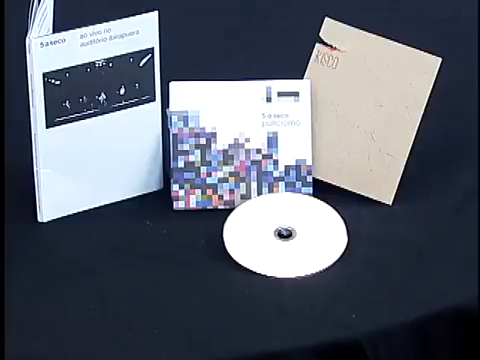 5 a seco
ao vivo no
auditório ibirapuera
5 a seco
policromo
RISCO